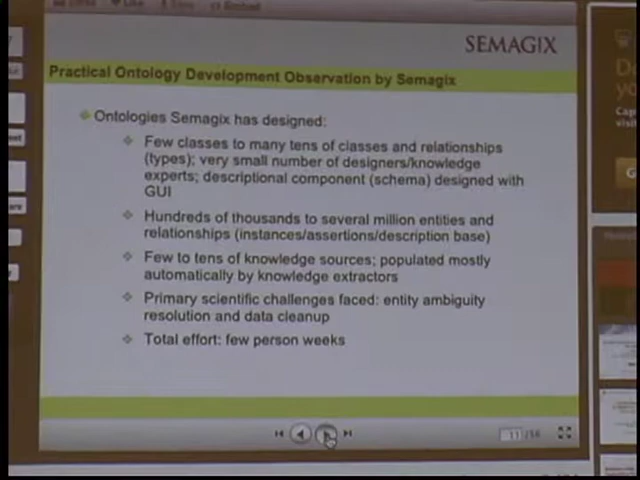 SEMAGIX
Practical Ontology Development Observation by Semagix
Ontologies Semagix has designed:
Few classes to many tens of classes and relationships
(types); very small number of designers/knowledge
experts; descriptional component (schema) designed with
GUI
Hundreds of thousands to several million entities and
relationships (instances/assertions/description base)
Few to tens of knowledge sources; populated mostly
automatically by knowledge extractors
Primary scientific challenges faced: entity ambiguity
resolution and data cleanup
Total effort: few person weeks
11/